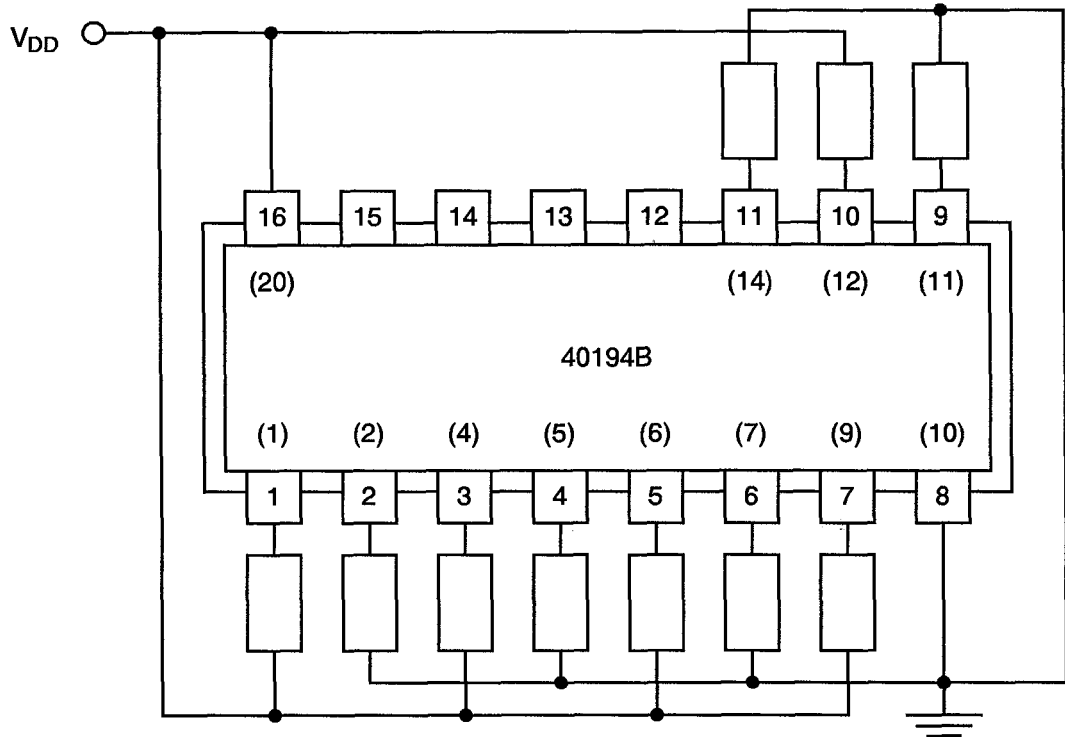 V_DD
16 15 14 13 12 11 10 9
(20) (14) (12) (11)
40194B
(1) (2) (4) (5) (6) (7) (9) (10)
1 2 3 4 5 6 7 8